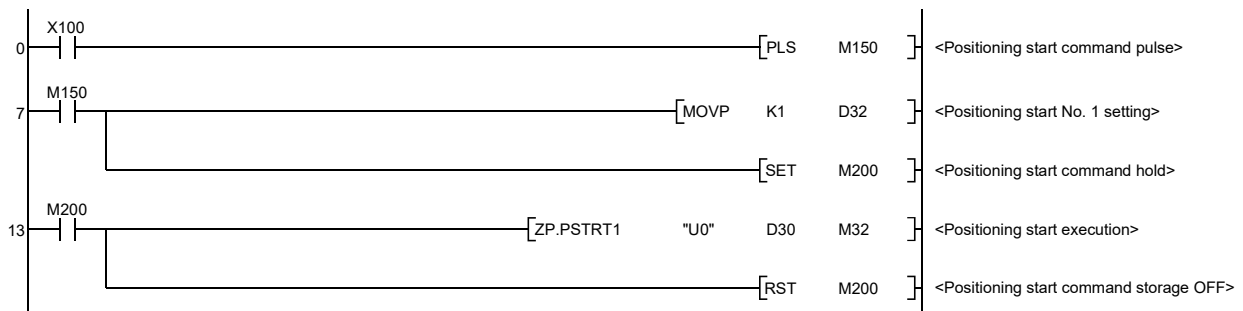 X100
0 PLS M150 <Positioning start command pulse>
M150
7 MOVP K1 D32 <Positioning start No. 1 setting>
SET M200 <Positioning start command hold>
M200
13 ZP.PSTRT1 "U0" D30 M32 <Positioning start execution>
RST M200 <Positioning start command storage OFF>